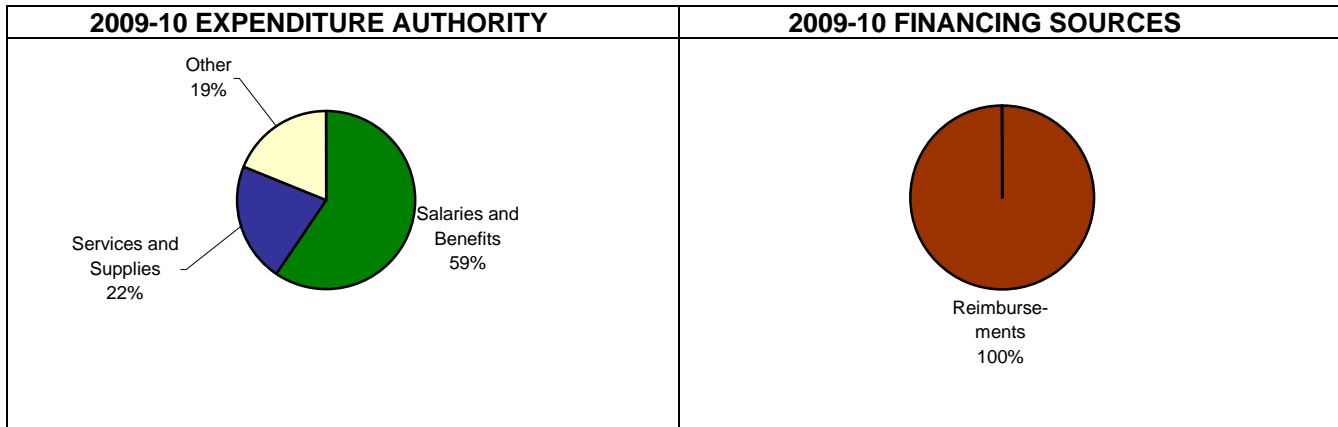 2009-10 EXPENDITURE AUTHORITY
Other
19%
Services and
Supplies
22%
Salaries and
Benefits
59%
2009-10 FINANCING SOURCES
Reimburse-
ments
100%